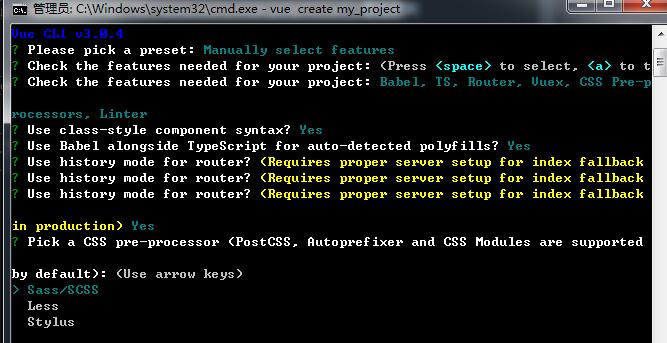 管理员: C:\Windows\system32\cmd.exe - vue  create my_project
Vue CLI v3.0.4
? Please pick a preset: Manually select features
? Check the features needed for your project: (Press <space> to select, <a> to t
? Check the features needed for your project: Babel, TS, Router, Vuex, CSS Pre-p
rocessors, Linter
? Use class-style component syntax? Yes
? Use Babel alongside TypeScript for auto-detected polyfills? Yes
? Use history mode for router? (Requires proper server setup for index fallback
? Use history mode for router? (Requires proper server setup for index fallback
? Use history mode for router? (Requires proper server setup for index fallback
in production) Yes
? Pick a CSS pre-processor (PostCSS, Autoprefixer and CSS Modules are supported
by default): (Use arrow keys)
> Sass/SCSS
Less
Stylus